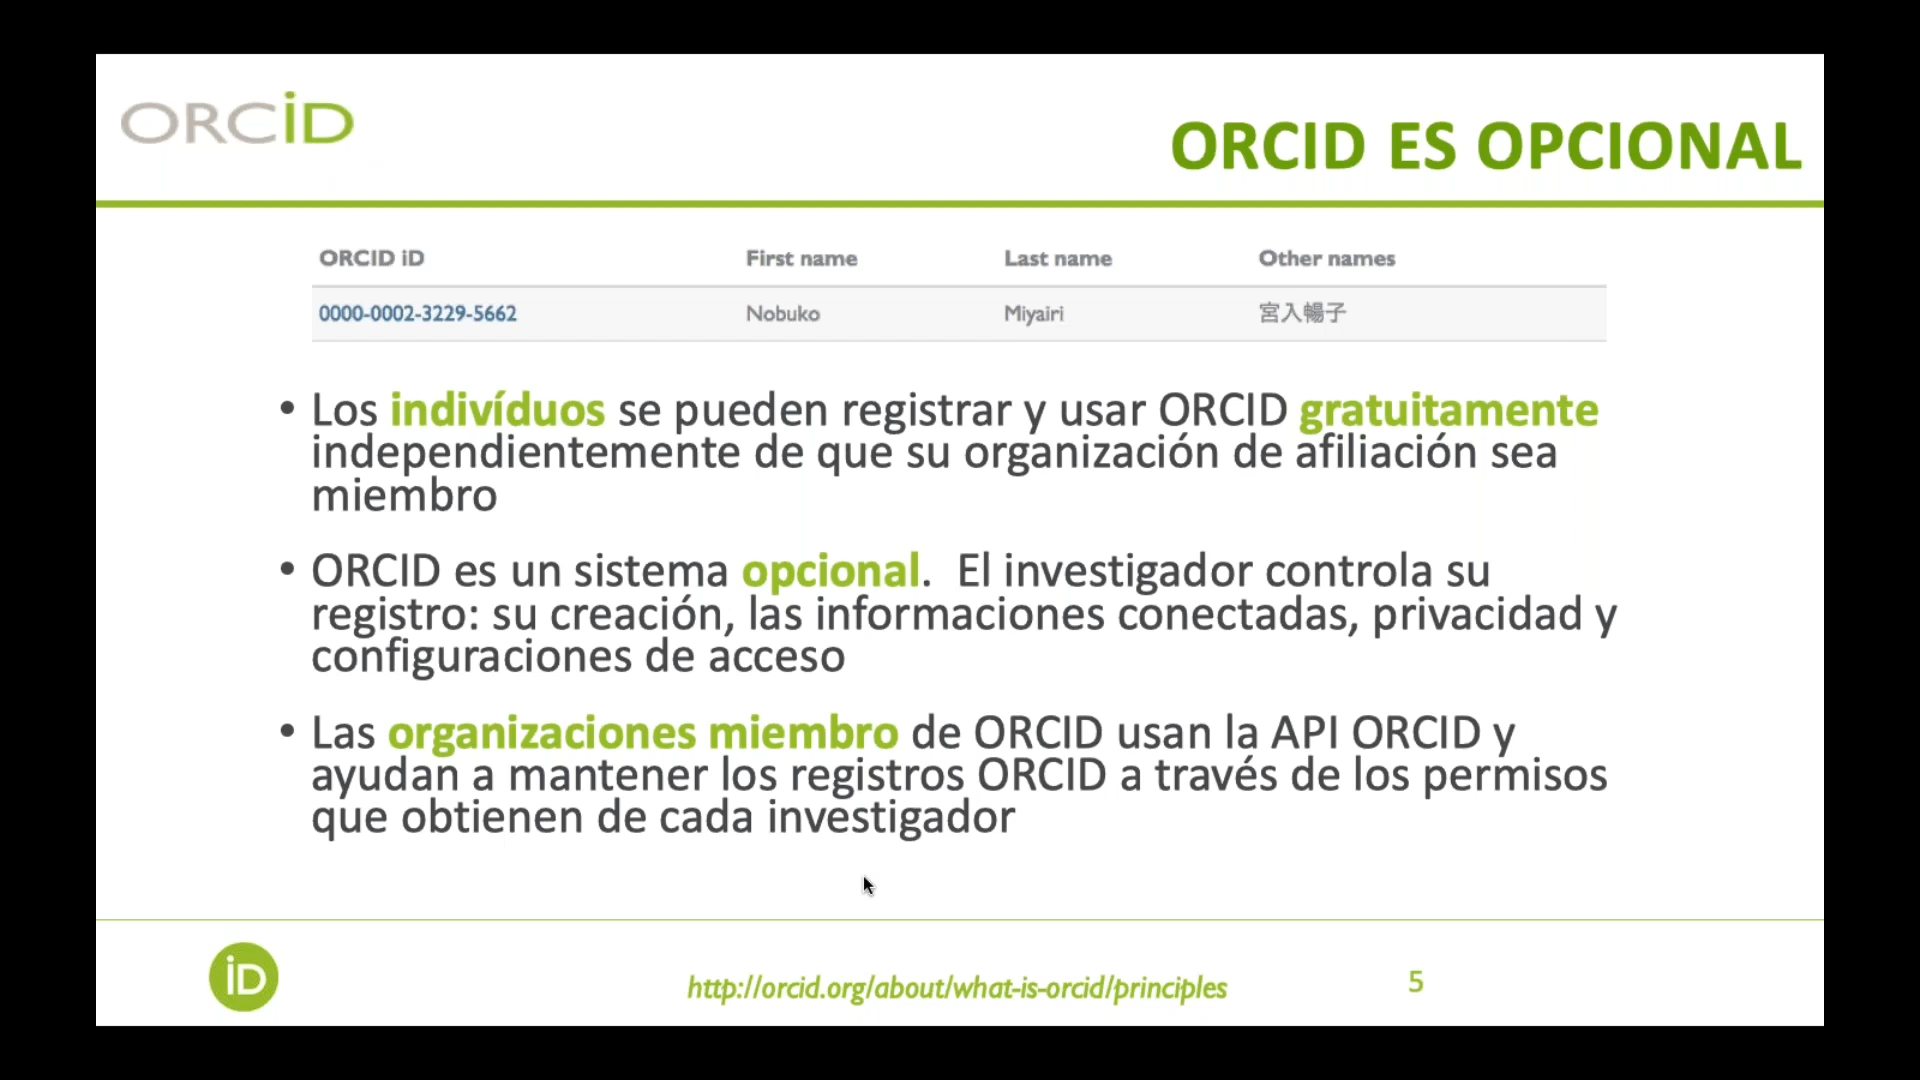 ORCID
ORCID ES OPCIONAL
ORCID iD First name Last name Other names
0000-0002-3229-5662 Nobuko Miyairi 宮入暢子
• Los indivíduos se pueden registrar y usar ORCID gratuitamente
independientemente de que su organización de afiliación sea
miembro
• ORCID es un sistema opcional. El investigador controla su
registro: su creación, las informaciones conectadas, privacidad y
configuraciones de acceso
• Las organizaciones miembro de ORCID usan la API ORCID y
ayudan a mantener los registros ORCID a través de los permisos
que obtienen de cada investigador
iD
http://orcid.org/about/what-is-orcid/principles
5